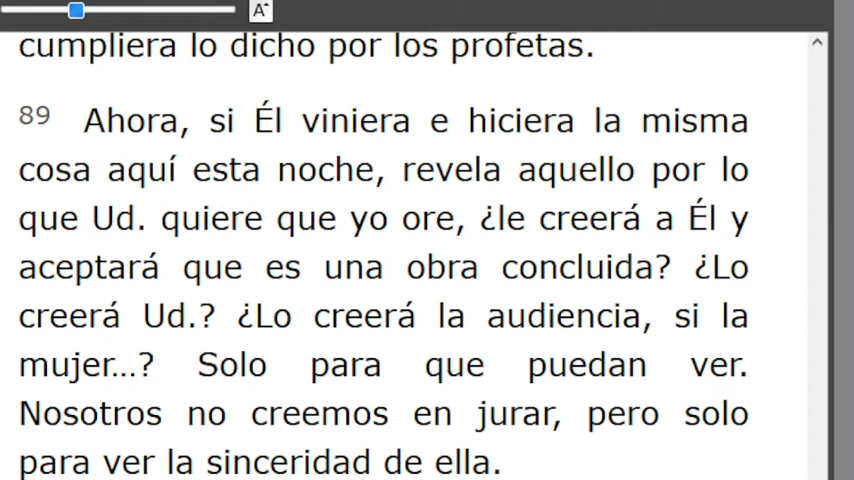 A
cumpliera lo dicho por los profetas.
89 Ahora, si Él viniera e hiciera la misma
cosa aquí esta noche, revela aquello por lo
que Ud. quiere que yo ore, ¿le creerá a Él y
aceptará que es una obra concluida? ¿Lo
creerá Ud.? ¿Lo creerá la audiencia, si la
mujer…? Solo para que puedan ver.
Nosotros no creemos en jurar, pero solo
para ver la sinceridad de ella.